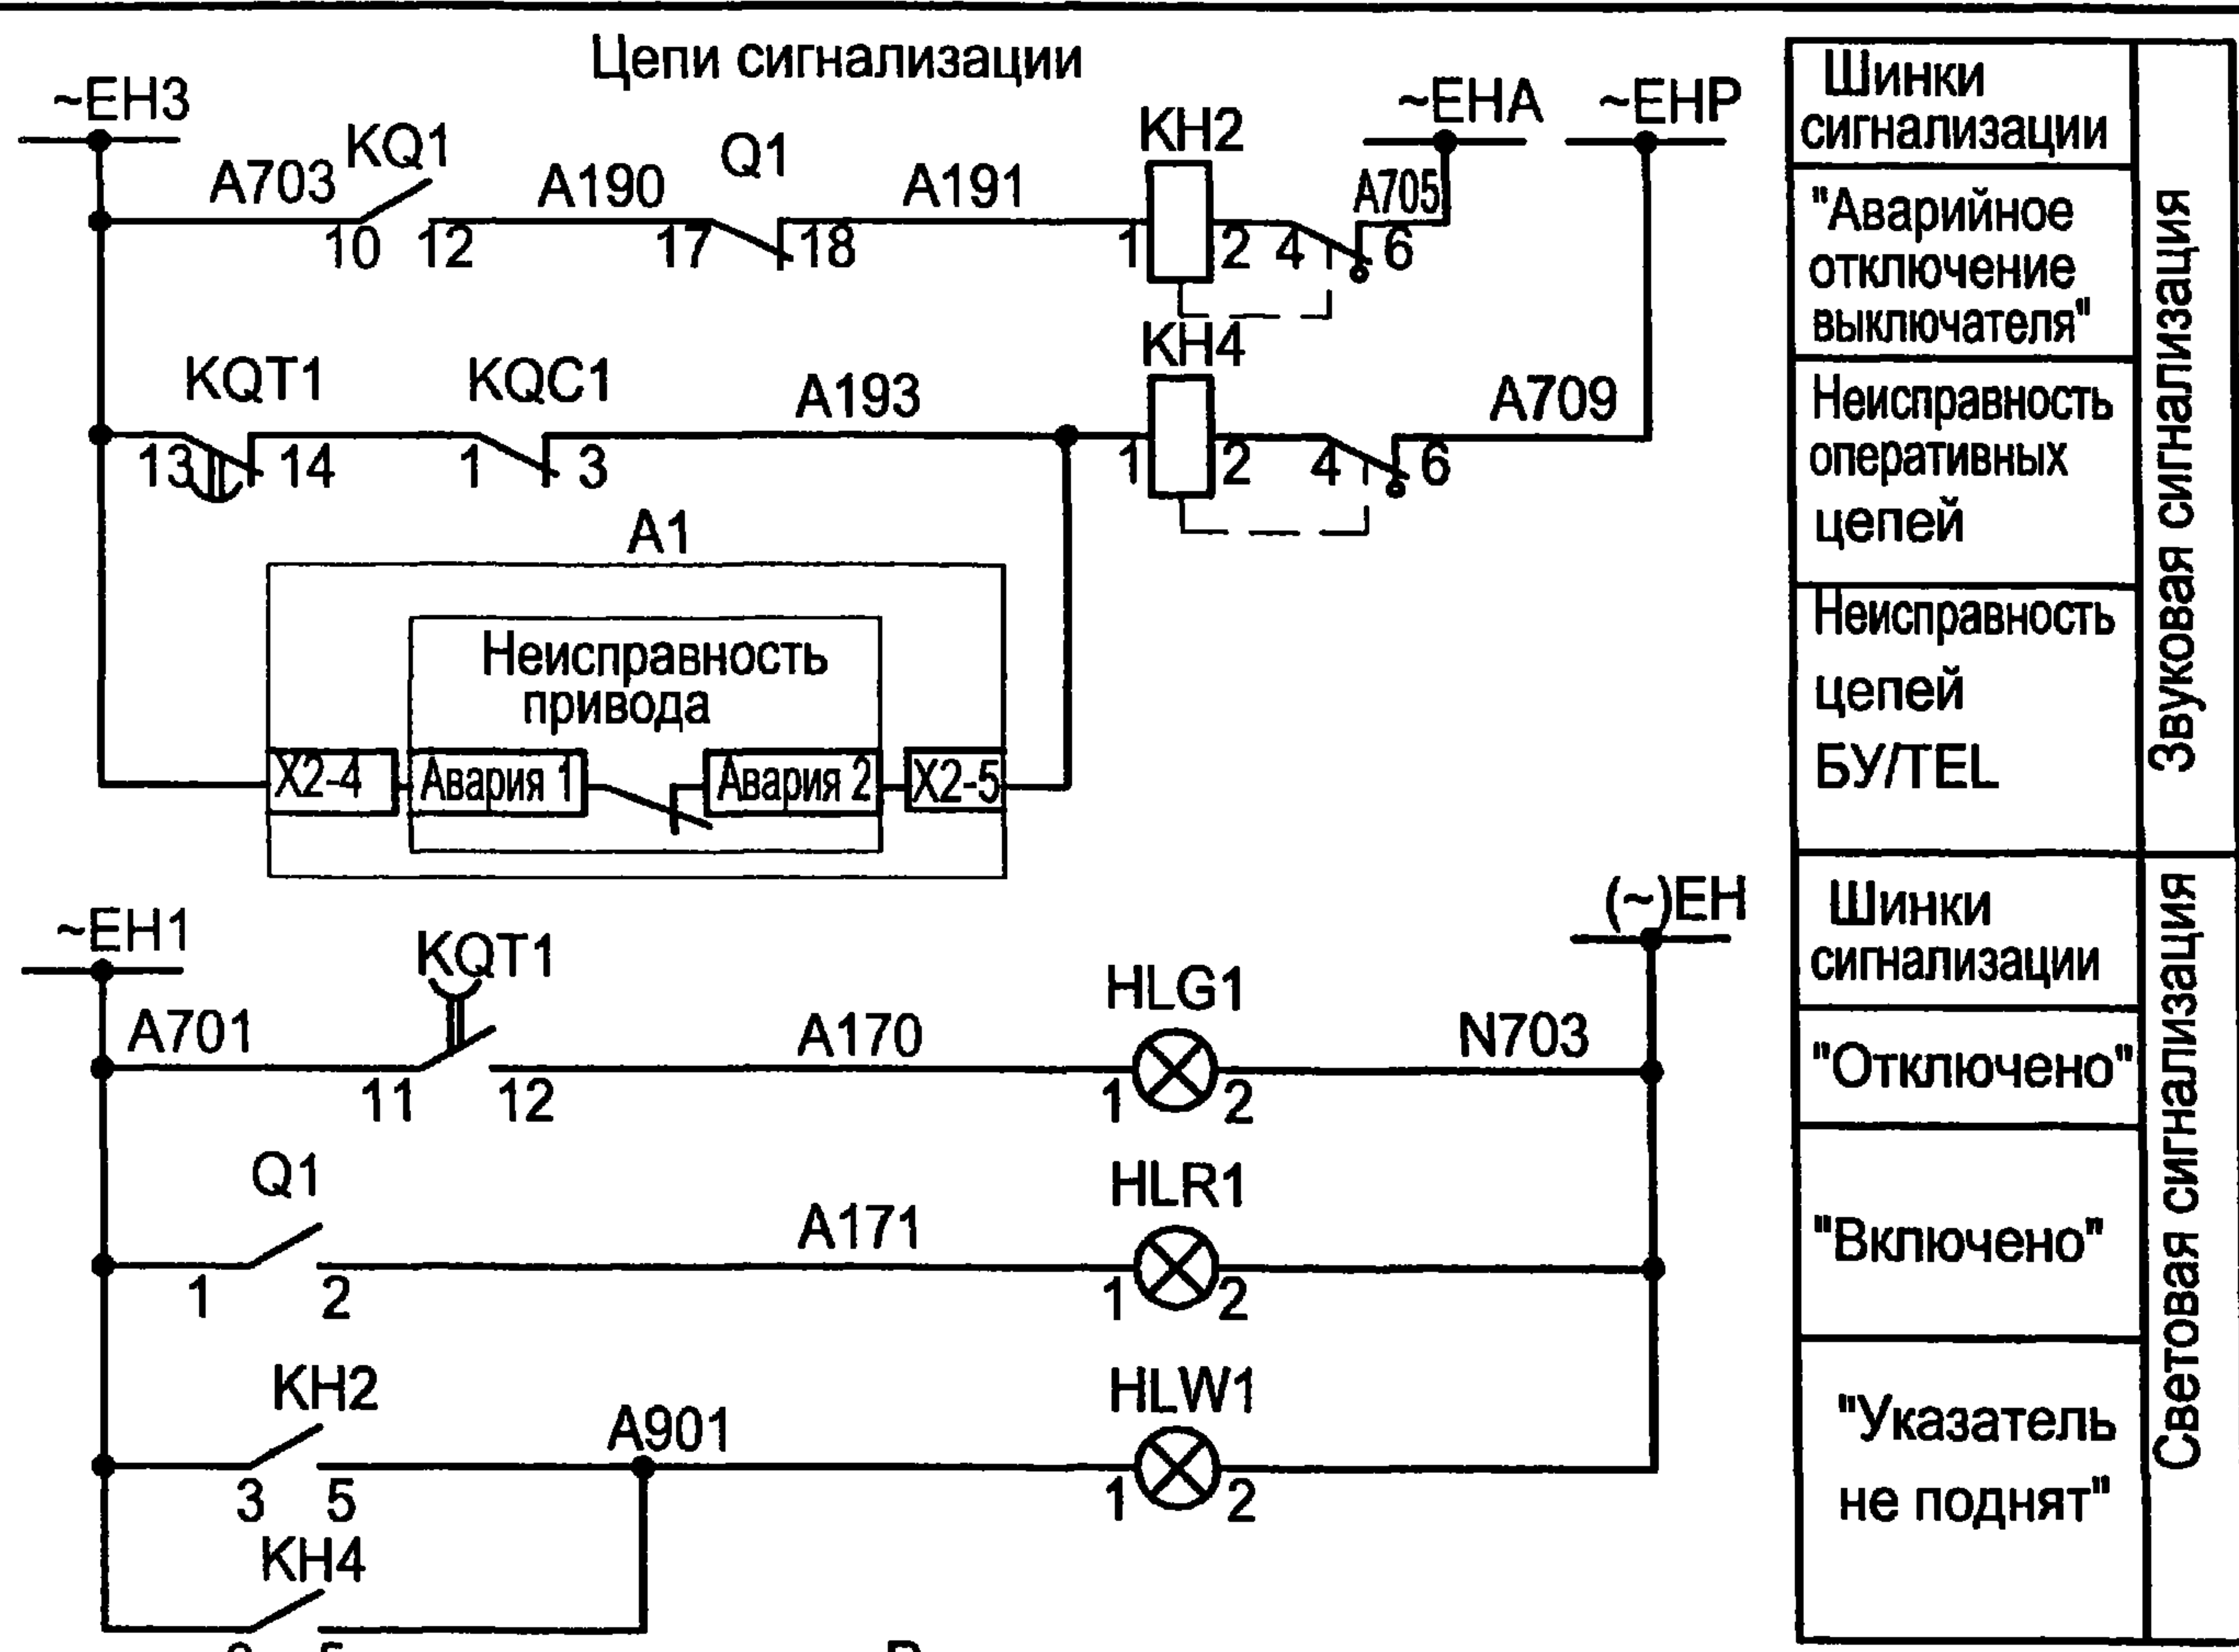 Цепи сигнализации
~EH3
~EHA
~EHP
KQ1
Q1
KH2
A703
A190
A191
A705
10
12
17
18
1
2
4
6
KQT1
KQC1
A193
KH4
A709
13
14
1
3
1
2
4
6
A1
Неисправность
привода
X2-4
Авария 1
Авария 2
X2-5
~EH1
(~)EH
KQT1
HLG1
A701
A170
N703
11
12
1
2
Q1
HLR1
A171
1
2
1
2
KH2
HLW1
A901
3
5
1
2
KH4
Шинки
сигнализации
"Аварийное
отключение
выключателя"
Неисправность
оперативных
цепей
Неисправность
цепей
БУ/TEL
Звуковая сигнализация
Шинки
сигнализации
"Отключено"
"Включено"
"Указатель
не поднят"
Световая сигнализация